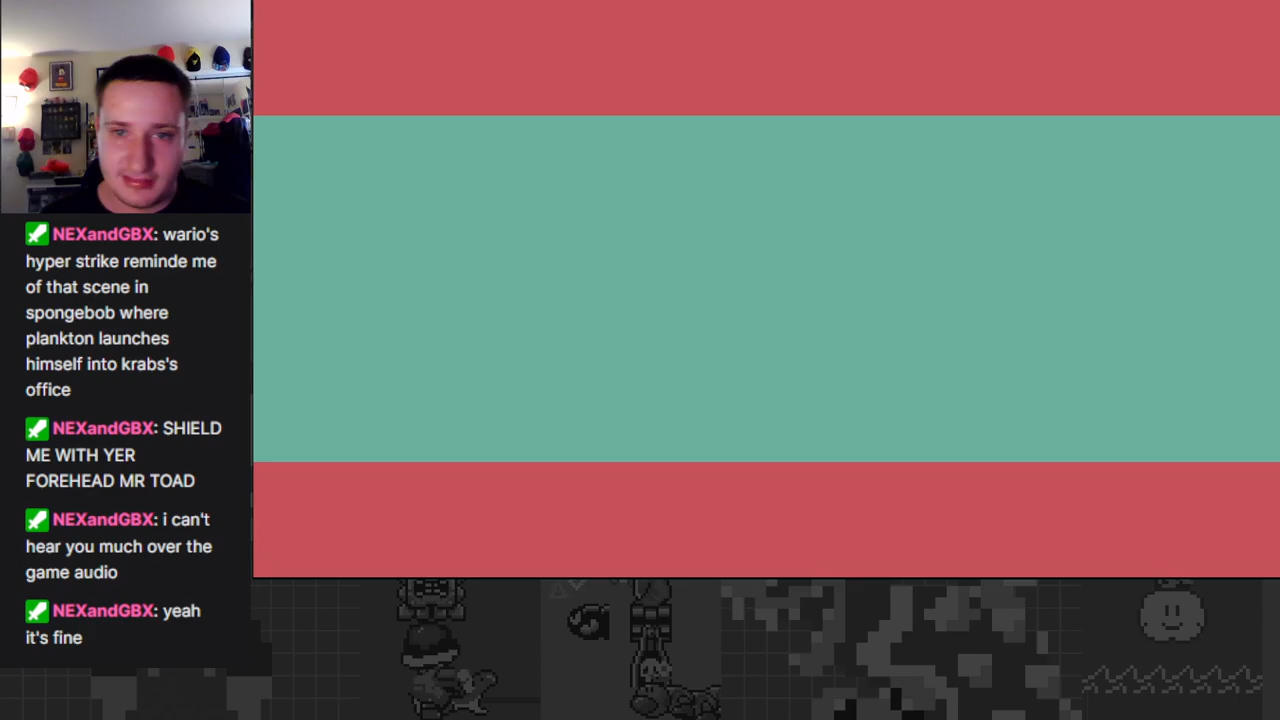 NEXandGBX: wario's
hyper strike reminde me
of that scene in
spongebob where
plankton launches
himself into krabs's
office
NEXandGBX: SHIELD
ME WITH YER
FOREHEAD MR TOAD
NEXandGBX: i can't
hear you much over the
game audio
NEXandGBX: yeah
it's fine